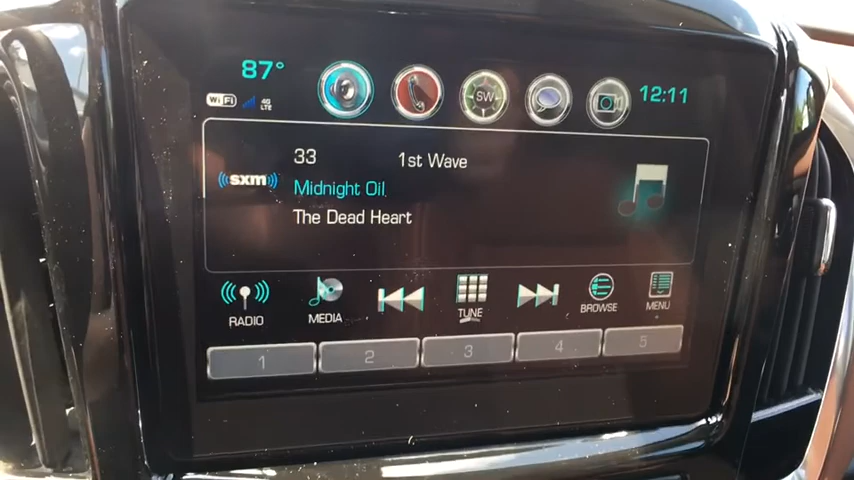 87°
WiFi 4G LTE
SW
12:11
33 1st Wave
sxm
Midnight Oil
The Dead Heart
RADIO MEDIA TUNE BROWSE MENU
1 2 3 4 5